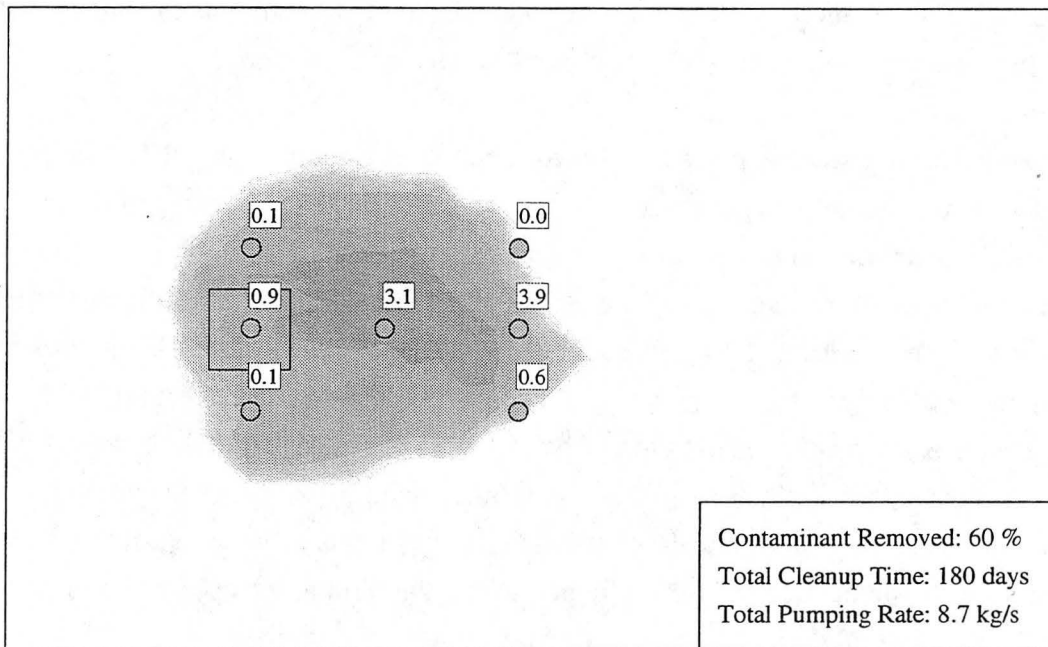 0.1
0.0
0.9
3.1
3.9
0.1
0.6
Contaminant Removed: 60 %
Total Cleanup Time: 180 days
Total Pumping Rate: 8.7 kg/s